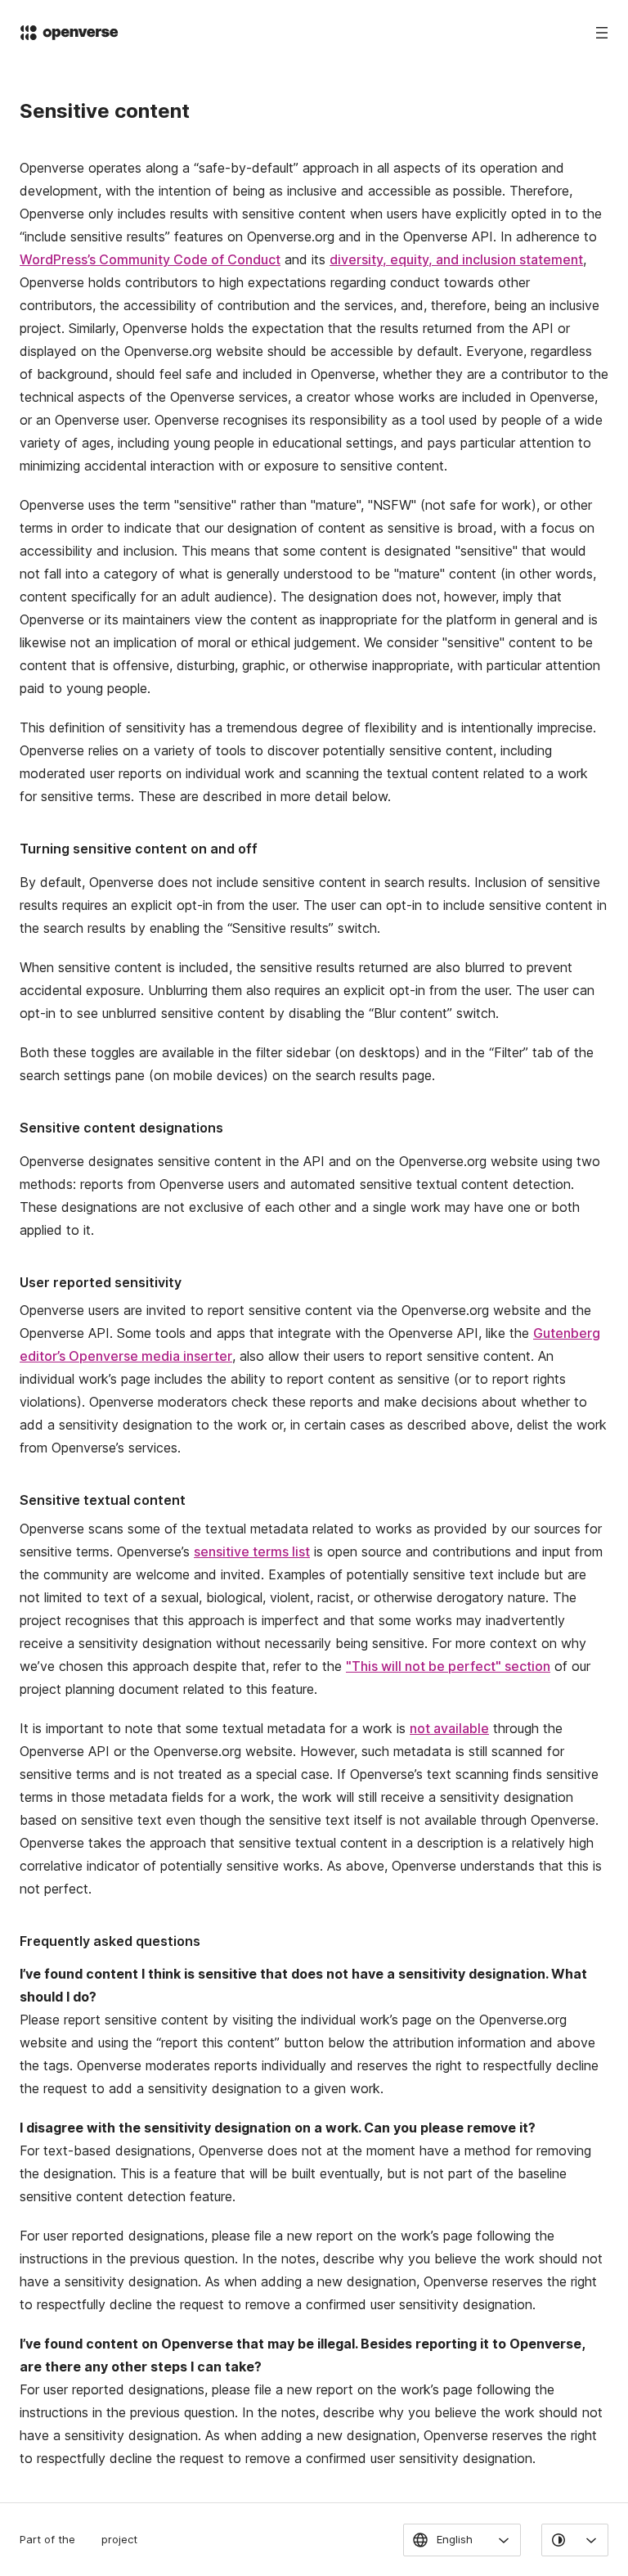 openverse
Sensitive content
Openverse operates along a “safe-by-default” approach in all aspects of its operation and
development, with the intention of being as inclusive and accessible as possible. Therefore,
Openverse only includes results with sensitive content when users have explicitly opted in to the
“include sensitive results” features on Openverse.org and in the Openverse API. In adherence to
WordPress’s Community Code of Conduct and its diversity, equity, and inclusion statement,
Openverse holds contributors to high expectations regarding conduct towards other
contributors, the accessibility of contribution and the services, and, therefore, being an inclusive
project. Similarly, Openverse holds the expectation that the results returned from the API or
displayed on the Openverse.org website should be accessible by default. Everyone, regardless
of background, should feel safe and included in Openverse, whether they are a contributor to the
technical aspects of the Openverse services, a creator whose works are included in Openverse,
or an Openverse user. Openverse recognises its responsibility as a tool used by people of a wide
variety of ages, including young people in educational settings, and pays particular attention to
minimizing accidental interaction with or exposure to sensitive content.
Openverse uses the term "sensitive" rather than "mature", "NSFW" (not safe for work), or other
terms in order to indicate that our designation of content as sensitive is broad, with a focus on
accessibility and inclusion. This means that some content is designated "sensitive" that would
not fall into a category of what is generally understood to be "mature" content (in other words,
content specifically for an adult audience). The designation does not, however, imply that
Openverse or its maintainers view the content as inappropriate for the platform in general and is
likewise not an implication of moral or ethical judgement. We consider "sensitive" content to be
content that is offensive, disturbing, graphic, or otherwise inappropriate, with particular attention
paid to young people.
This definition of sensitivity has a tremendous degree of flexibility and is intentionally imprecise.
Openverse relies on a variety of tools to discover potentially sensitive content, including
moderated user reports on individual work and scanning the textual content related to a work
for sensitive terms. These are described in more detail below.
Turning sensitive content on and off
By default, Openverse does not include sensitive content in search results. Inclusion of sensitive
results requires an explicit opt-in from the user. The user can opt-in to include sensitive content in
the search results by enabling the “Sensitive results” switch.
When sensitive content is included, the sensitive results returned are also blurred to prevent
accidental exposure. Unblurring them also requires an explicit opt-in from the user. The user can
opt-in to see unblurred sensitive content by disabling the “Blur content” switch.
Both these toggles are available in the filter sidebar (on desktops) and in the “Filter” tab of the
search settings pane (on mobile devices) on the search results page.
Sensitive content designations
Openverse designates sensitive content in the API and on the Openverse.org website using two
methods: reports from Openverse users and automated sensitive textual content detection.
These designations are not exclusive of each other and a single work may have one or both
applied to it.
User reported sensitivity
Openverse users are invited to report sensitive content via the Openverse.org website and the
Openverse API. Some tools and apps that integrate with the Openverse API, like the Gutenberg
editor’s Openverse media inserter, also allow their users to report sensitive content. An
individual work’s page includes the ability to report content as sensitive (or to report rights
violations). Openverse moderators check these reports and make decisions about whether to
add a sensitivity designation to the work or, in certain cases as described above, delist the work
from Openverse’s services.
Sensitive textual content
Openverse scans some of the textual metadata related to works as provided by our sources for
sensitive terms. Openverse’s sensitive terms list is open source and contributions and input from
the community are welcome and invited. Examples of potentially sensitive text include but are
not limited to text of a sexual, biological, violent, racist, or otherwise derogatory nature. The
project recognises that this approach is imperfect and that some works may inadvertently
receive a sensitivity designation without necessarily being sensitive. For more context on why
we’ve chosen this approach despite that, refer to the "This will not be perfect" section of our
project planning document related to this feature.
It is important to note that some textual metadata for a work is not available through the
Openverse API or the Openverse.org website. However, such metadata is still scanned for
sensitive terms and is not treated as a special case. If Openverse’s text scanning finds sensitive
terms in those metadata fields for a work, the work will still receive a sensitivity designation
based on sensitive text even though the sensitive text itself is not available through Openverse.
Openverse takes the approach that sensitive textual content in a description is a relatively high
correlative indicator of potentially sensitive works. As above, Openverse understands that this is
not perfect.
Frequently asked questions
I’ve found content I think is sensitive that does not have a sensitivity designation. What
should I do?
Please report sensitive content by visiting the individual work’s page on the Openverse.org
website and using the “report this content” button below the attribution information and above
the tags. Openverse moderates reports individually and reserves the right to respectfully decline
the request to add a sensitivity designation to a given work.
I disagree with the sensitivity designation on a work. Can you please remove it?
For text-based designations, Openverse does not at the moment have a method for removing
the designation. This is a feature that will be built eventually, but is not part of the baseline
sensitive content detection feature.
For user reported designations, please file a new report on the work’s page following the
instructions in the previous question. In the notes, describe why you believe the work should not
have a sensitivity designation. As when adding a new designation, Openverse reserves the right
to respectfully decline the request to remove a confirmed user sensitivity designation.
I’ve found content on Openverse that may be illegal. Besides reporting it to Openverse,
are there any other steps I can take?
For user reported designations, please file a new report on the work’s page following the
instructions in the previous question. In the notes, describe why you believe the work should not
have a sensitivity designation. As when adding a new designation, Openverse reserves the right
to respectfully decline the request to remove a confirmed user sensitivity designation.
Part of the project
English